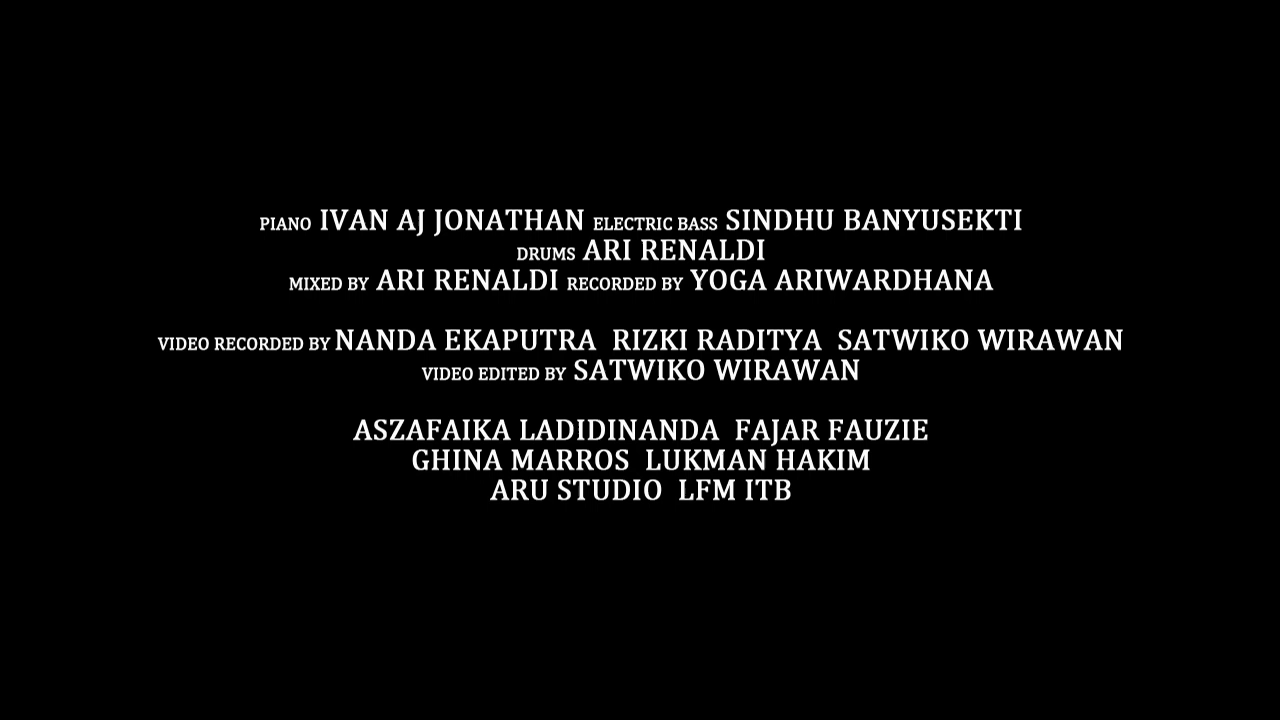 PIANO IVAN AJ JONATHAN ELECTRIC BASS SINDHU BANYUSEKTI
DRUMS ARI RENALDI
MIXED BY ARI RENALDI RECORDED BY YOGA ARIWARDHANA
VIDEO RECORDED BY NANDA EKAPUTRA RIZKI RADITYA SATWIKO WIRAWAN
VIDEO EDITED BY SATWIKO WIRAWAN
ASZAFAIKA LADIDINANDA FAJAR FAUZIE
GHINA MARROS LUKMAN HAKIM
ARU STUDIO LFM ITB